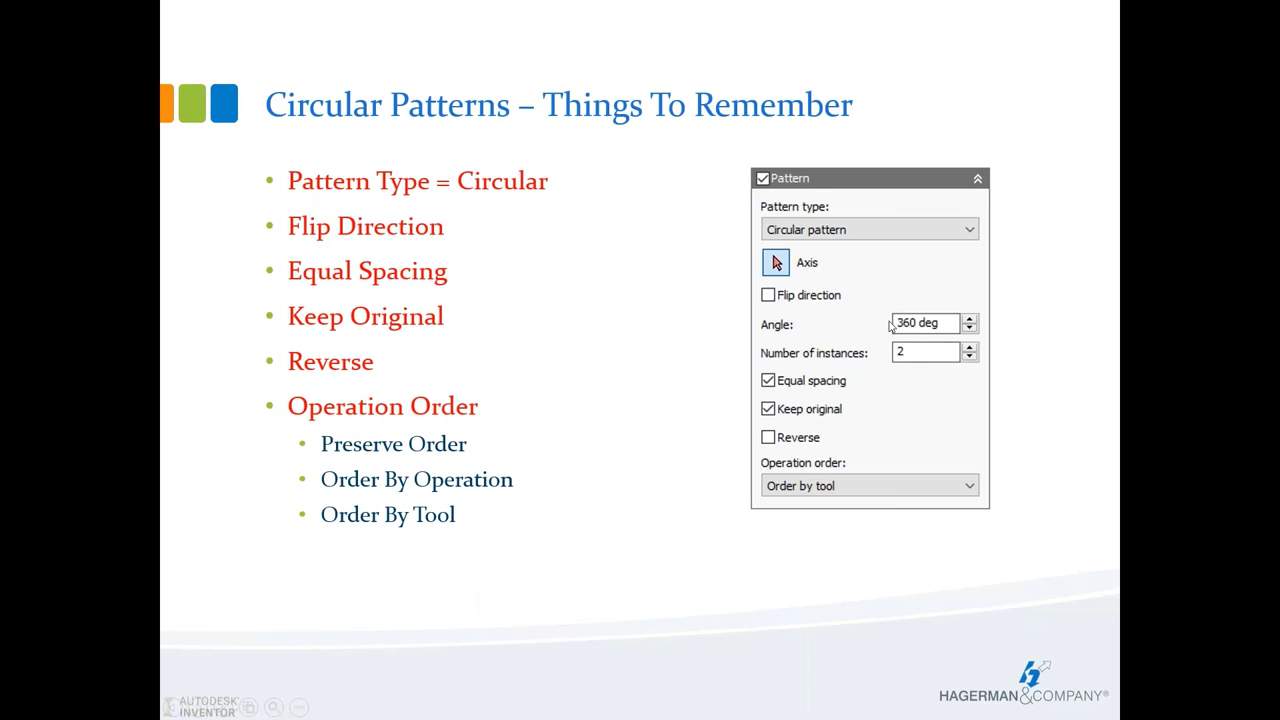 Circular Patterns – Things To Remember
• Pattern Type = Circular
• Flip Direction
• Equal Spacing
• Keep Original
• Reverse
• Operation Order
• Preserve Order
• Order By Operation
• Order By Tool
Pattern
Pattern type:
Circular pattern
Axis
Flip direction
Angle: 360 deg
Number of instances: 2
Equal spacing
Keep original
Reverse
Operation order:
Order by tool
AUTODESK
INVENTOR
HAGERMAN&COMPANY®